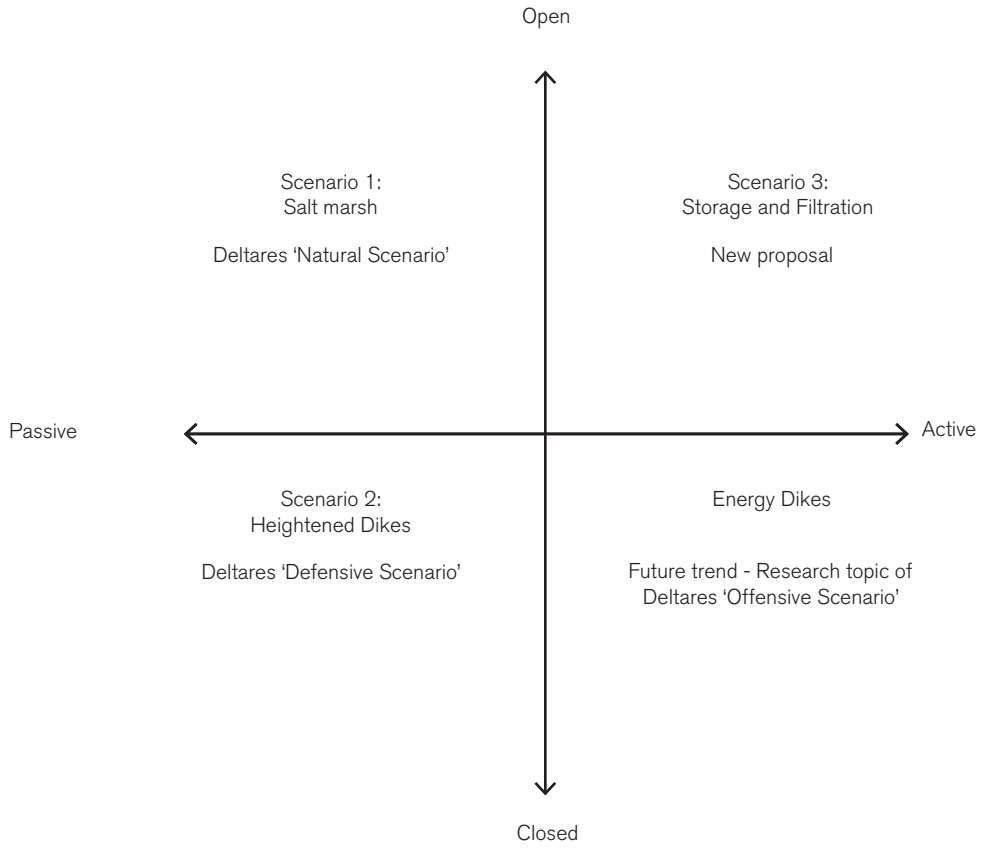 Open
Scenario 1:
Salt marsh
Deltares ‘Natural Scenario’
Scenario 3:
Storage and Filtration
New proposal
Passive
Active
Scenario 2:
Heightened Dikes
Deltares ‘Defensive Scenario’
Energy Dikes
Future trend - Research topic of
Deltares ‘Offensive Scenario’
Closed